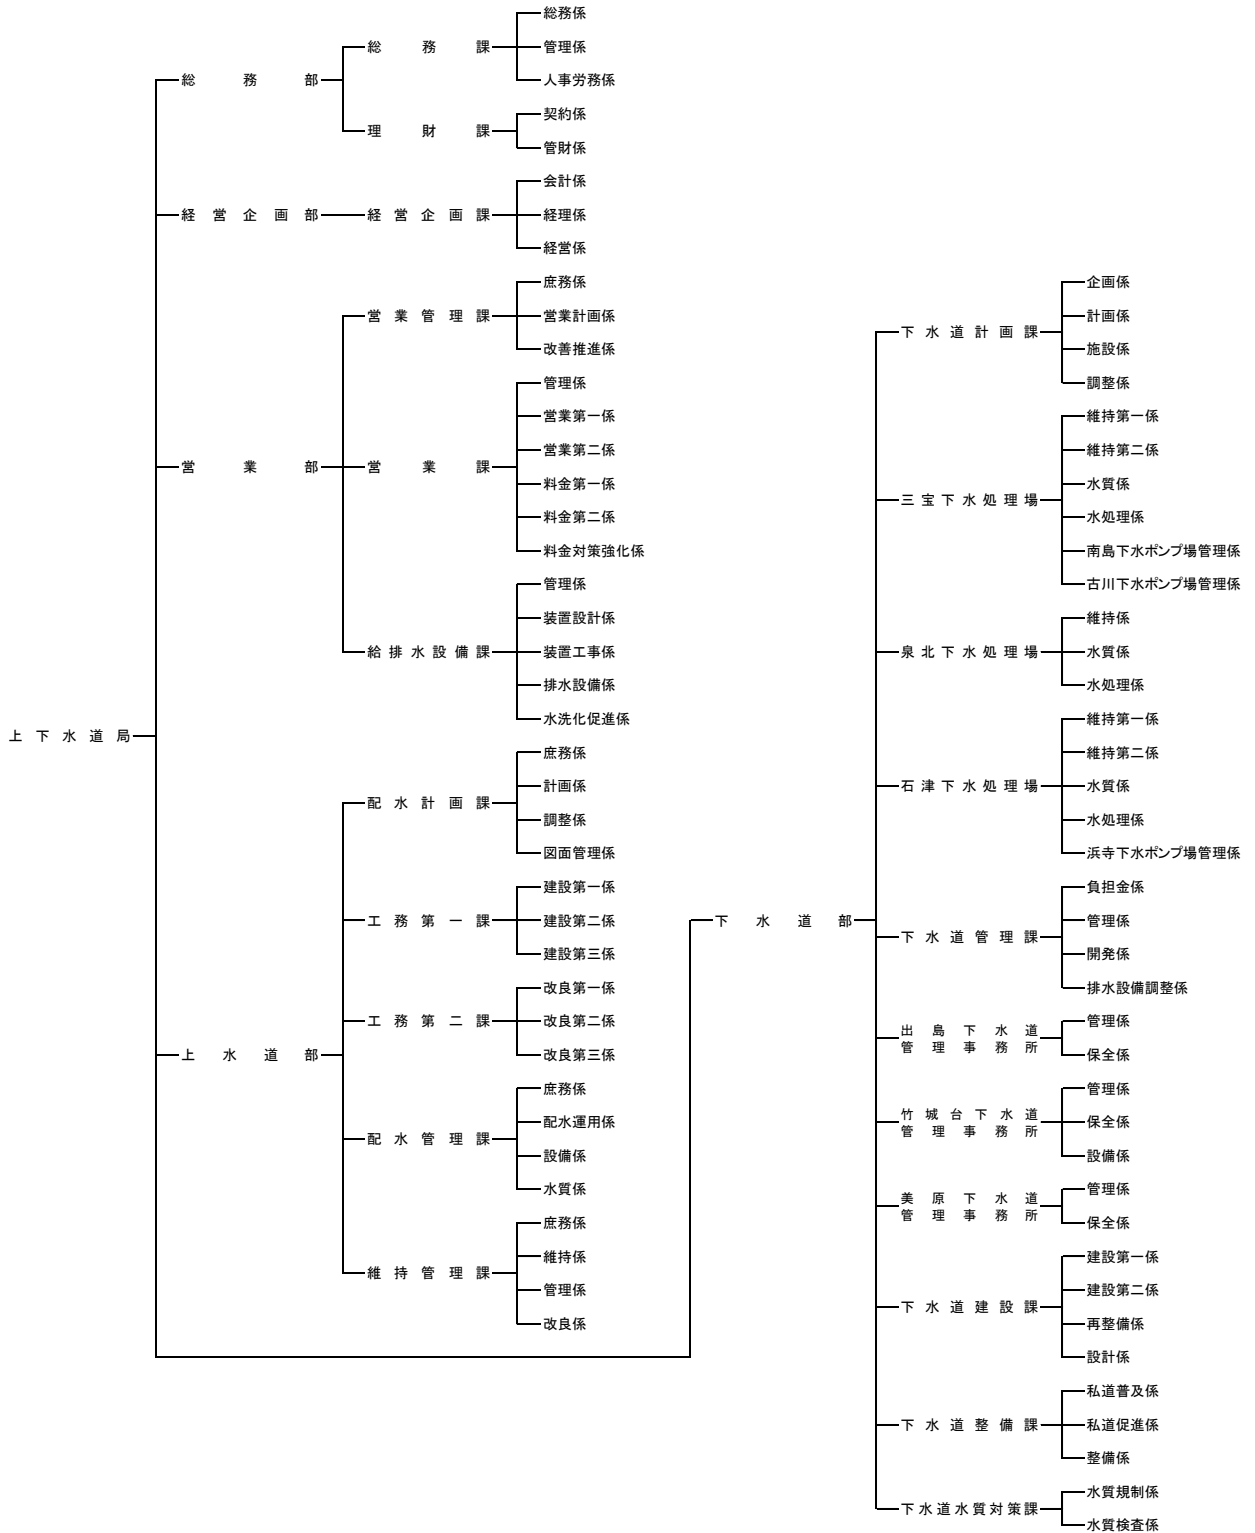 上下水道局
総務部
総務課
総務係
管理係
人事労務係
理財課
契約係
管財係
経営企画部
経営企画課
会計係
経理係
経営係
営業部
営業管理課
庶務係
営業計画係
改善推進係
営業課
管理係
営業第一係
営業第二係
料金第一係
料金第二係
料金対策強化係
給排水設備課
管理係
装置設計係
装置工事係
排水設備係
水洗化促進係
上水道部
配水計画課
庶務係
計画係
調整係
図面管理係
工務第一課
建設第一係
建設第二係
建設第三係
工務第二課
改良第一係
改良第二係
改良第三係
配水管理課
庶務係
配水運用係
設備係
水質係
維持管理課
庶務係
維持係
管理係
改良係
下水道部
下水道計画課
企画係
計画係
施設係
調整係
三宝下水処理場
維持第一係
維持第二係
水質係
水処理係
南島下水ポンプ場管理係
古川下水ポンプ場管理係
泉北下水処理場
維持係
水質係
水処理係
石津下水処理場
維持第一係
維持第二係
水質係
水処理係
浜寺下水ポンプ場管理係
下水道管理課
負担金係
管理係
開発係
排水設備調整係
出島下水道
管理事務所
管理係
保全係
竹城台下水道
管理事務所
管理係
保全係
設備係
美原下水道
管理事務所
管理係
保全係
下水道建設課
建設第一係
建設第二係
再整備係
設計係
下水道整備課
私道普及係
私道促進係
整備係
下水道水質対策課
水質規制係
水質検査係